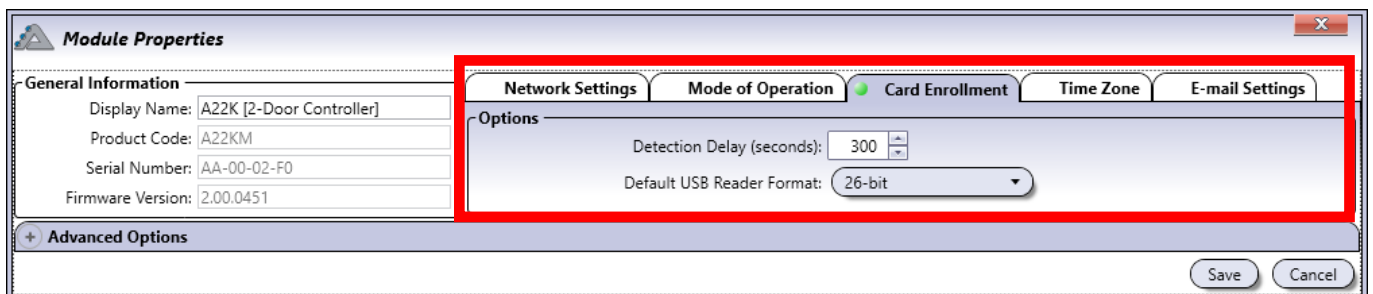 Module Properties
X
General Information
Display Name: A22K [2-Door Controller]
Product Code: A22KM
Serial Number: AA-00-02-F0
Firmware Version: 2.00.0451
Network Settings Mode of Operation Card Enrollment Time Zone E-mail Settings
Options
Detection Delay (seconds): 300
Default USB Reader Format: 26-bit
+ Advanced Options
Save Cancel